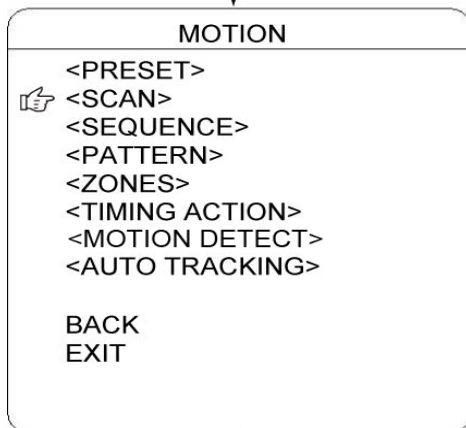 MOTION
<PRESET>
<SCAN>
<SEQUENCE>
<PATTERN>
<ZONES>
<TIMING ACTION>
<MOTION DETECT>
<AUTO TRACKING>
BACK
EXIT